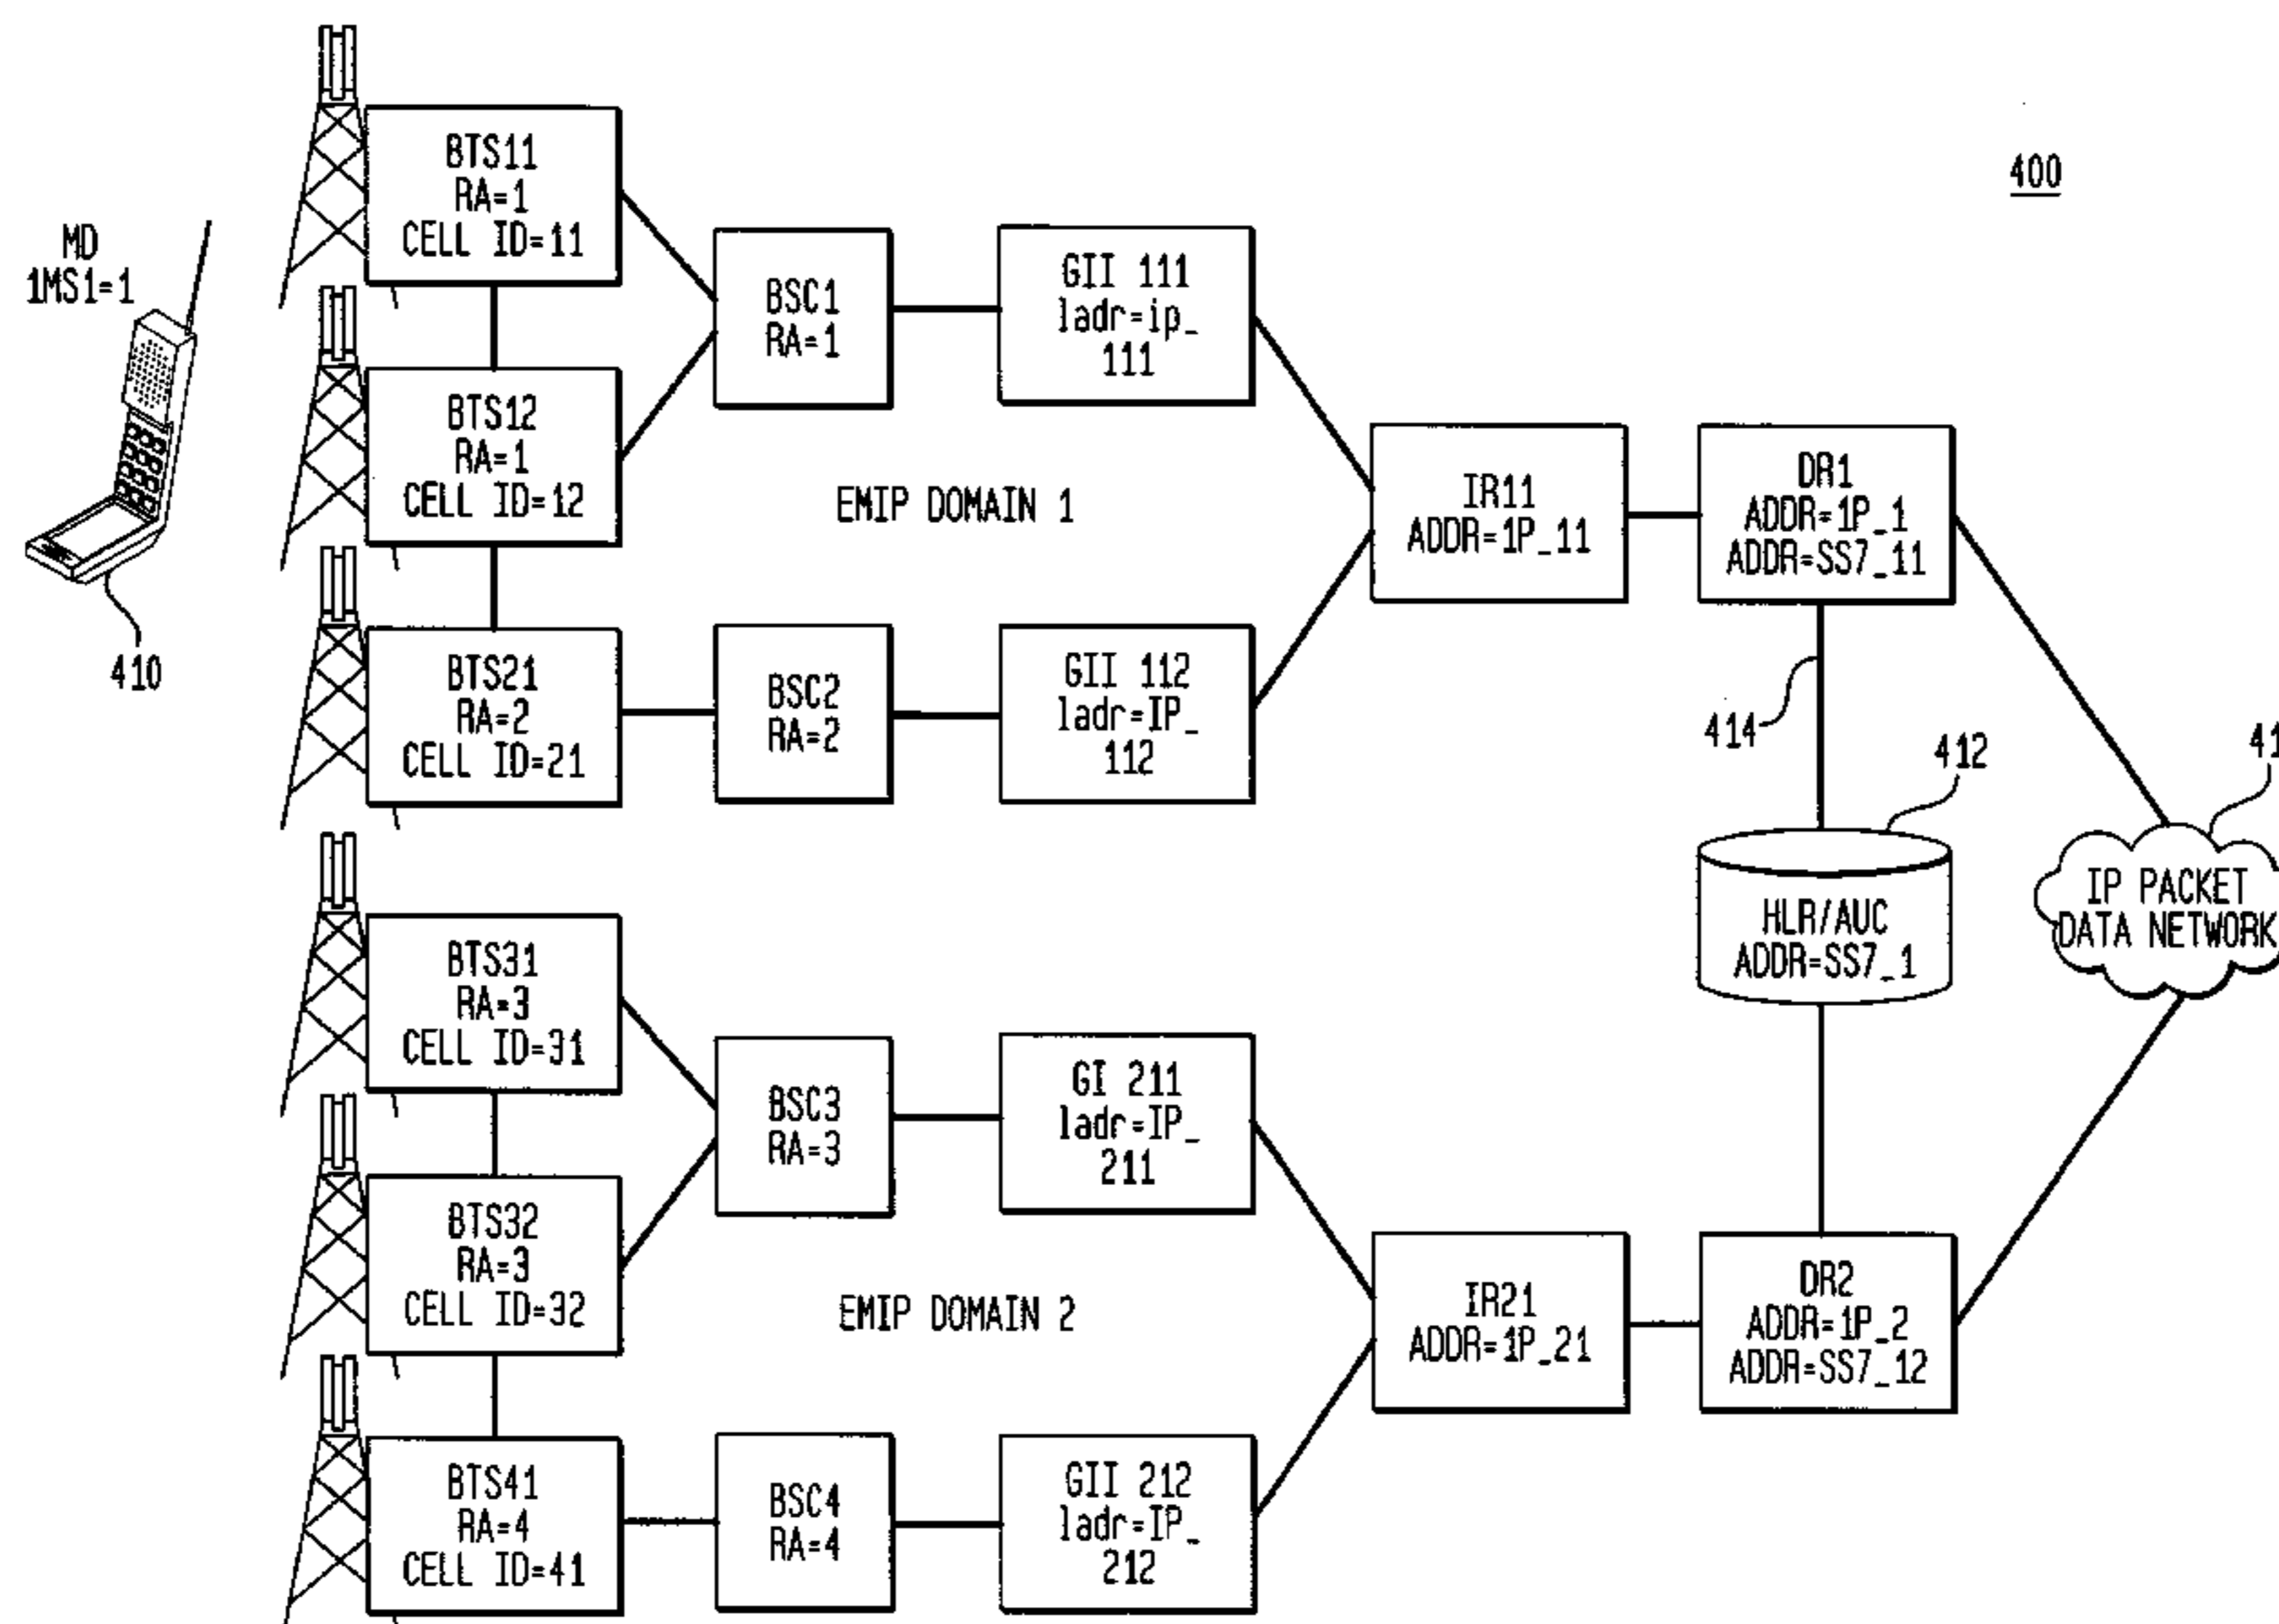 400
MD
1MS1=1
410
BTS11
RA=1
CELL ID=11
BTS12
RA=1
CELL ID=12
BTS21
RA=2
CELL ID=21
BSC1
RA=1
BSC2
RA=2
GII 111
ladr=ip_
111
GII 112
ladr=IP_
112
EMIP DOMAIN 1
IR11
ADDR=1P_11
DR1
ADDR=1P_1
ADDR=SS7_11
414
412
HLR/AUC
ADDR=SS7_1
41
IP PACKET
DATA NETWORK
BTS31
RA=3
CELL ID=31
BTS32
RA=3
CELL ID=32
BTS41
RA=4
CELL ID=41
BSC3
RA=3
BSC4
RA=4
GI 211
ladr=IP_
211
GII 212
ladr=IP_
212
EMIP DOMAIN 2
IR21
ADDR=1P_21
DR2
ADDR=1P_2
ADDR=SS7_12